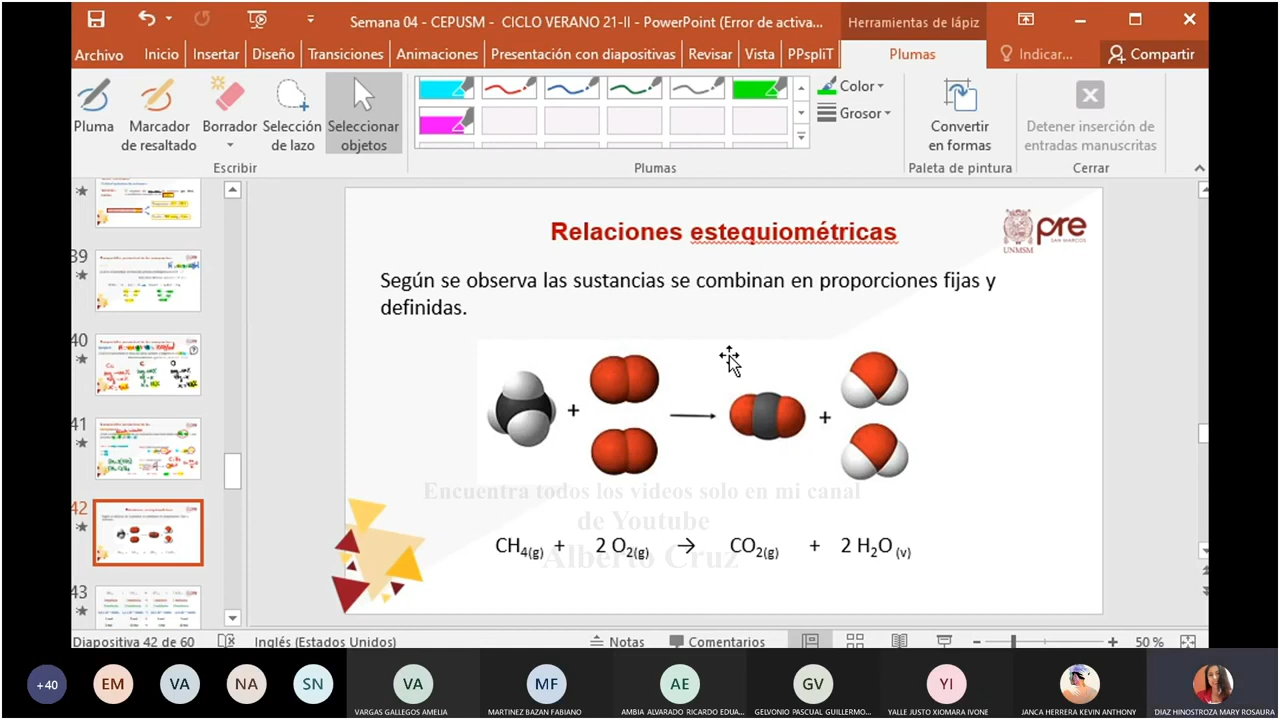 Semana 04 - CEPUSM - CICLO VERANO 21-II - PowerPoint (Error de activa...
Herramientas de lápiz
Archivo
Inicio
Insertar
Diseño
Transiciones
Animaciones
Presentación con diapositivas
Revisar
Vista
PPspliT
Plumas
Indicar...
Compartir
Pluma
Marcador
de resaltado
Borrador
Selección
de lazo
Seleccionar
objetos
Color
Grosor
Convertir
en formas
Detener inserción de
entradas manuscritas
Escribir
Plumas
Paleta de pintura
Cerrar
39
40
41
42
43
Relaciones estequiométricas
UNMSM
pre
SAN MARCOS
Según se observa las sustancias se combinan en proporciones fijas y
definidas.
+
+
Encuentra todos los videos solo en mi canal
de Youtube
Alberto Cruz
CH4(g) + 2 O2(g) → CO2(g) + 2 H2O (v)
Diapositiva 42 de 60
Inglés (Estados Unidos)
Notas
Comentarios
50 %
+40
EM
VA
NA
SN
VA
MF
AE
GV
YI
VARGAS GALLEGOS AMELIA
MARTINEZ BAZAN FABIANO
AMBIA ALVARADO RICARDO EDUA...
GELVONIO PASCUAL GUILLERMO...
YALLE JUSTO XIOMARA IVONE
JANCA HERRERA KEVIN ANTHONY
DIAZ HINOSTROZA MARY ROSAURA